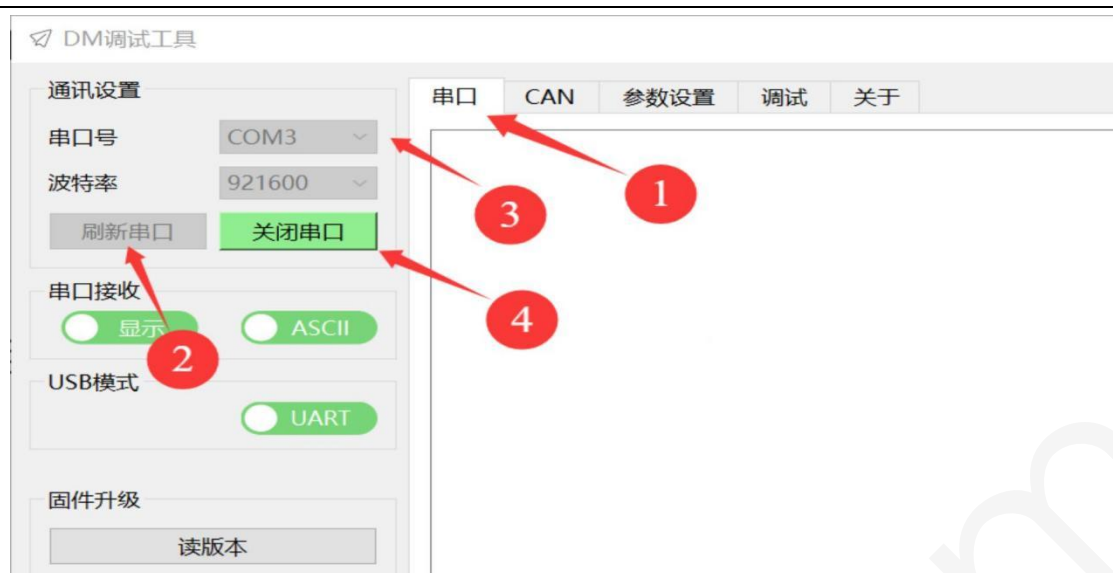 DM调试工具
通讯设置
串口 CAN 参数设置 调试 关于
串口号 COM3
波特率 921600
刷新串口 关闭串口
串口接收
显示 ASCII
USB模式
UART
固件升级
读版本
1
3
4
2
m